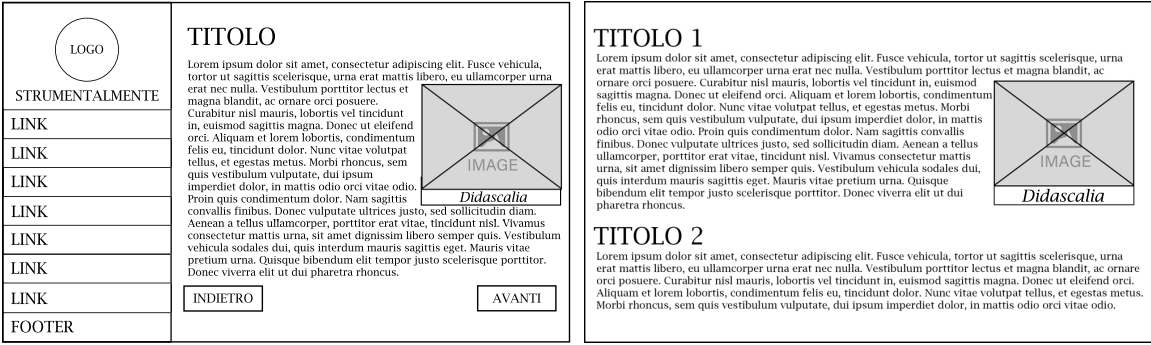 LOGO
STRUMENTALMENTE
LINK
LINK
LINK
LINK
LINK
LINK
LINK
FOOTER
TITOLO
Lorem ipsum dolor sit amet, consectetur adipiscing elit. Fusce vehicula,
tortor ut sagittis scelerisque, urna erat mattis libero, eu ullamcorper urna
erat nec nulla. Vestibulum porttitor lectus et
magna blandit, ac ornare orci posuere.
Curabitur nisl mauris, lobortis vel tincidunt
in, euismod sagittis magna. Donec ut eleifend
orci. Aliquam et lorem lobortis, condimentum
felis eu, tincidunt dolor. Nunc vitae volutpat
tellus, et egestas metus. Morbi rhoncus, sem
quis vestibulum vulputate, dui ipsum
imperdiet dolor, in mattis odio orci vitae odio.
Proin quis condimentum dolor. Nam sagittis
convallis finibus. Donec vulputate ultrices justo, sed sollicitudin diam.
Aenean a tellus ullamcorper, porttitor erat vitae, tincidunt nisl. Vivamus
consectetur mattis urna, sit amet dignissim libero semper quis. Vestibulum
vehicula sodales dui, quis interdum mauris sagittis eget. Mauris vitae
pretium urna. Quisque bibendum elit tempor justo scelerisque porttitor.
Donec viverra elit ut dui pharetra rhoncus.
IMAGE
Didascalia
INDIETRO
AVANTI
TITOLO 1
Lorem ipsum dolor sit amet, consectetur adipiscing elit. Fusce vehicula, tortor ut sagittis scelerisque, urna
erat mattis libero, eu ullamcorper urna erat nec nulla. Vestibulum porttitor lectus et magna blandit, ac
ornare orci posuere. Curabitur nisl mauris, lobortis vel tincidunt in, euismod
sagittis magna. Donec ut eleifend orci. Aliquam et lorem lobortis, condimentum
felis eu, tincidunt dolor. Nunc vitae volutpat tellus, et egestas metus. Morbi
rhoncus, sem quis vestibulum vulputate, dui ipsum imperdiet dolor, in mattis
odio orci vitae odio. Proin quis condimentum dolor. Nam sagittis convallis
finibus. Donec vulputate ultrices justo, sed sollicitudin diam. Aenean a tellus
ullamcorper, porttitor erat vitae, tincidunt nisl. Vivamus consectetur mattis
urna, sit amet dignissim libero semper quis. Vestibulum vehicula sodales dui,
quis interdum mauris sagittis eget. Mauris vitae pretium urna. Quisque
bibendum elit tempor justo scelerisque porttitor. Donec viverra elit ut dui
pharetra rhoncus.
IMAGE
Didascalia
TITOLO 2
Lorem ipsum dolor sit amet, consectetur adipiscing elit. Fusce vehicula, tortor ut sagittis scelerisque, urna
erat mattis libero, eu ullamcorper urna erat nec nulla. Vestibulum porttitor lectus et magna blandit, ac ornare
orci posuere. Curabitur nisl mauris, lobortis vel tincidunt in, euismod sagittis magna. Donec ut eleifend orci.
Aliquam et lorem lobortis, condimentum felis eu, tincidunt dolor. Nunc vitae volutpat tellus, et egestas metus.
Morbi rhoncus, sem quis vestibulum vulputate, dui ipsum imperdiet dolor, in mattis odio orci vitae odio.